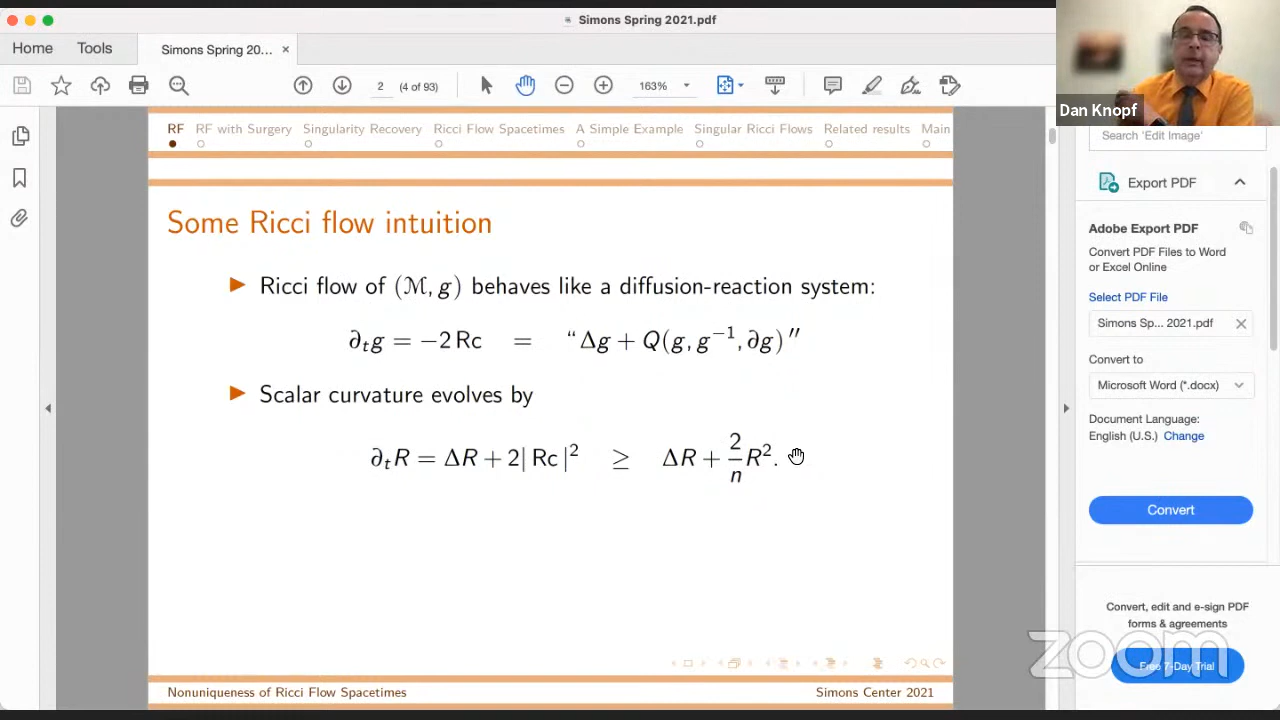 Simons Spring 2021.pdf
Home
Tools
Simons Spring 20... ×
2 (4 of 93)
163%
Dan Knopf
RF
RF with Surgery
Singularity Recovery
Ricci Flow Spacetimes
A Simple Example
Singular Ricci Flows
Related results
Main
Search 'Edit Image'
Some Ricci flow intuition
▶ Ricci flow of (ℳ, g) behaves like a diffusion-reaction system:
∂ₜg = −2 Rc = “Δg + Q(g, g⁻¹, ∂g)”
▶ Scalar curvature evolves by
∂ₜR = ΔR + 2| Rc |² ≥ ΔR + 2/n R².
Nonuniqueness of Ricci Flow Spacetimes
Simons Center 2021
Export PDF
Adobe Export PDF
Convert PDF Files to Word
or Excel Online
Select PDF File
Simons Sp... 2021.pdf
Convert to
Microsoft Word (*.docx)
Document Language:
English (U.S.) Change
Convert
Convert, edit and e-sign PDF
forms & agreements
Free 7-Day Trial
zoom